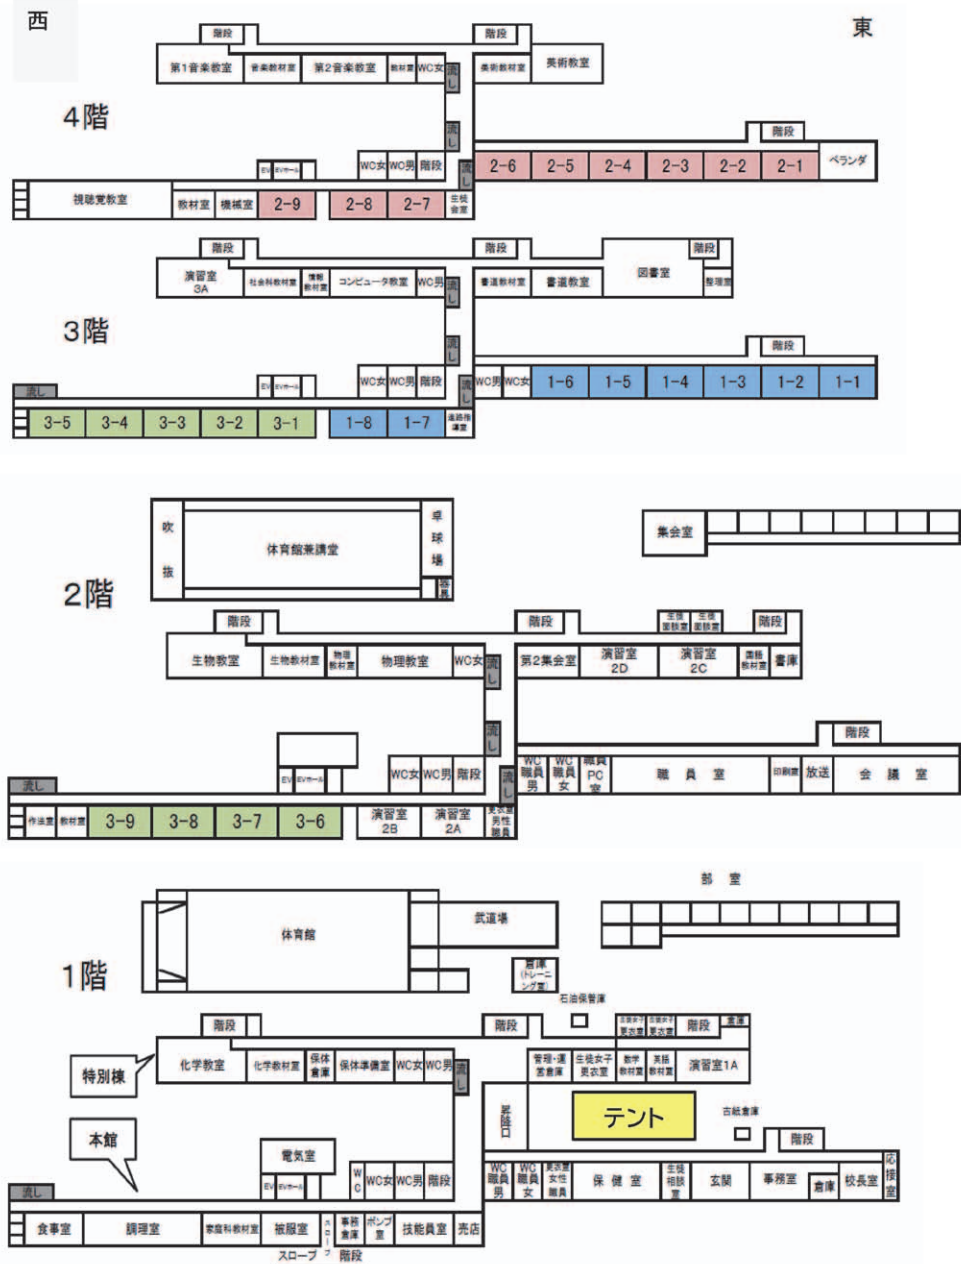 西
東
階段
階段
第1音楽教室
音楽教材室
第2音楽教室
教材室
WC女
流し
美術教材室
美術教室
4階
流し
階段
WC女
WC男
階段
流し
2-6
2-5
2-4
2-3
2-2
2-1
ベランダ
EV
EVホール
視聴覚教室
教材室
機械室
2-9
2-8
2-7
生徒
会室
階段
階段
階段
演習室
3A
社会科教材室
情報
教材室
コンピュータ教室
WC男
流し
書道教材室
書道教室
図書室
整理室
3階
流し
階段
流し
EV
EVホール
WC女
WC男
階段
流し
WC男
WC女
1-6
1-5
1-4
1-3
1-2
1-1
3-5
3-4
3-3
3-2
3-1
1-8
1-7
進路指
導室
吹
抜
体育館兼講堂
卓
球
場
器具
集会室
2階
階段
階段
生徒
面談室
生徒
面談室
階段
生物教室
生物教材室
物理
教材室
物理教室
WC女
流し
第2集会室
演習室
2D
演習室
2C
国語
教材室
書庫
流し
階段
流し
EV
EVホール
WC女
WC男
階段
流し
WC
職員
男
WC
職員
女
職員
PC
室
職員室
印刷室
放送
会議室
作法室
教材室
3-9
3-8
3-7
3-6
演習室
2B
演習室
2A
更衣室
男性
職員
部室
体育館
武道場
1階
倉庫
(トレーニ
ング室)
石油保管庫
階段
階段
更衣室
更衣室
階段
倉庫
特別棟
化学教室
化学教材室
保体
倉庫
保体準備室
WC女
WC男
流し
管理・運
営倉庫
生徒女子
更衣室
数学
教材室
英語
教材室
演習室1A
昇降口
テント
古紙倉庫
本館
電気室
階段
流し
EV
EVホール
WC
WC女
WC男
階段
WC
職員
男
WC
職員
女
更衣室
女性
職員
保健室
生徒
相談
室
玄関
事務室
倉庫
校長室
応接室
食事室
調理室
家庭科教材室
被服室
スロープ
事務
倉庫
ポンプ
室
技能員室
売店
スロープ
階段